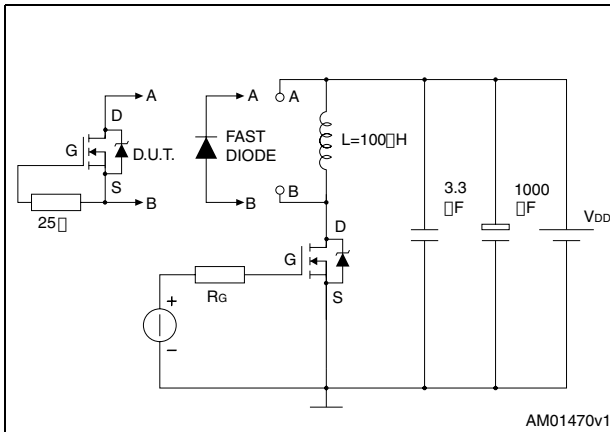 A
D
G
D.U.T.
S
B
25▯
A
FAST
DIODE
B
A
B
L=100▯H
D
G
S
RG
+
−
3.3
▯F
1000
▯F
VDD
AM01470v1